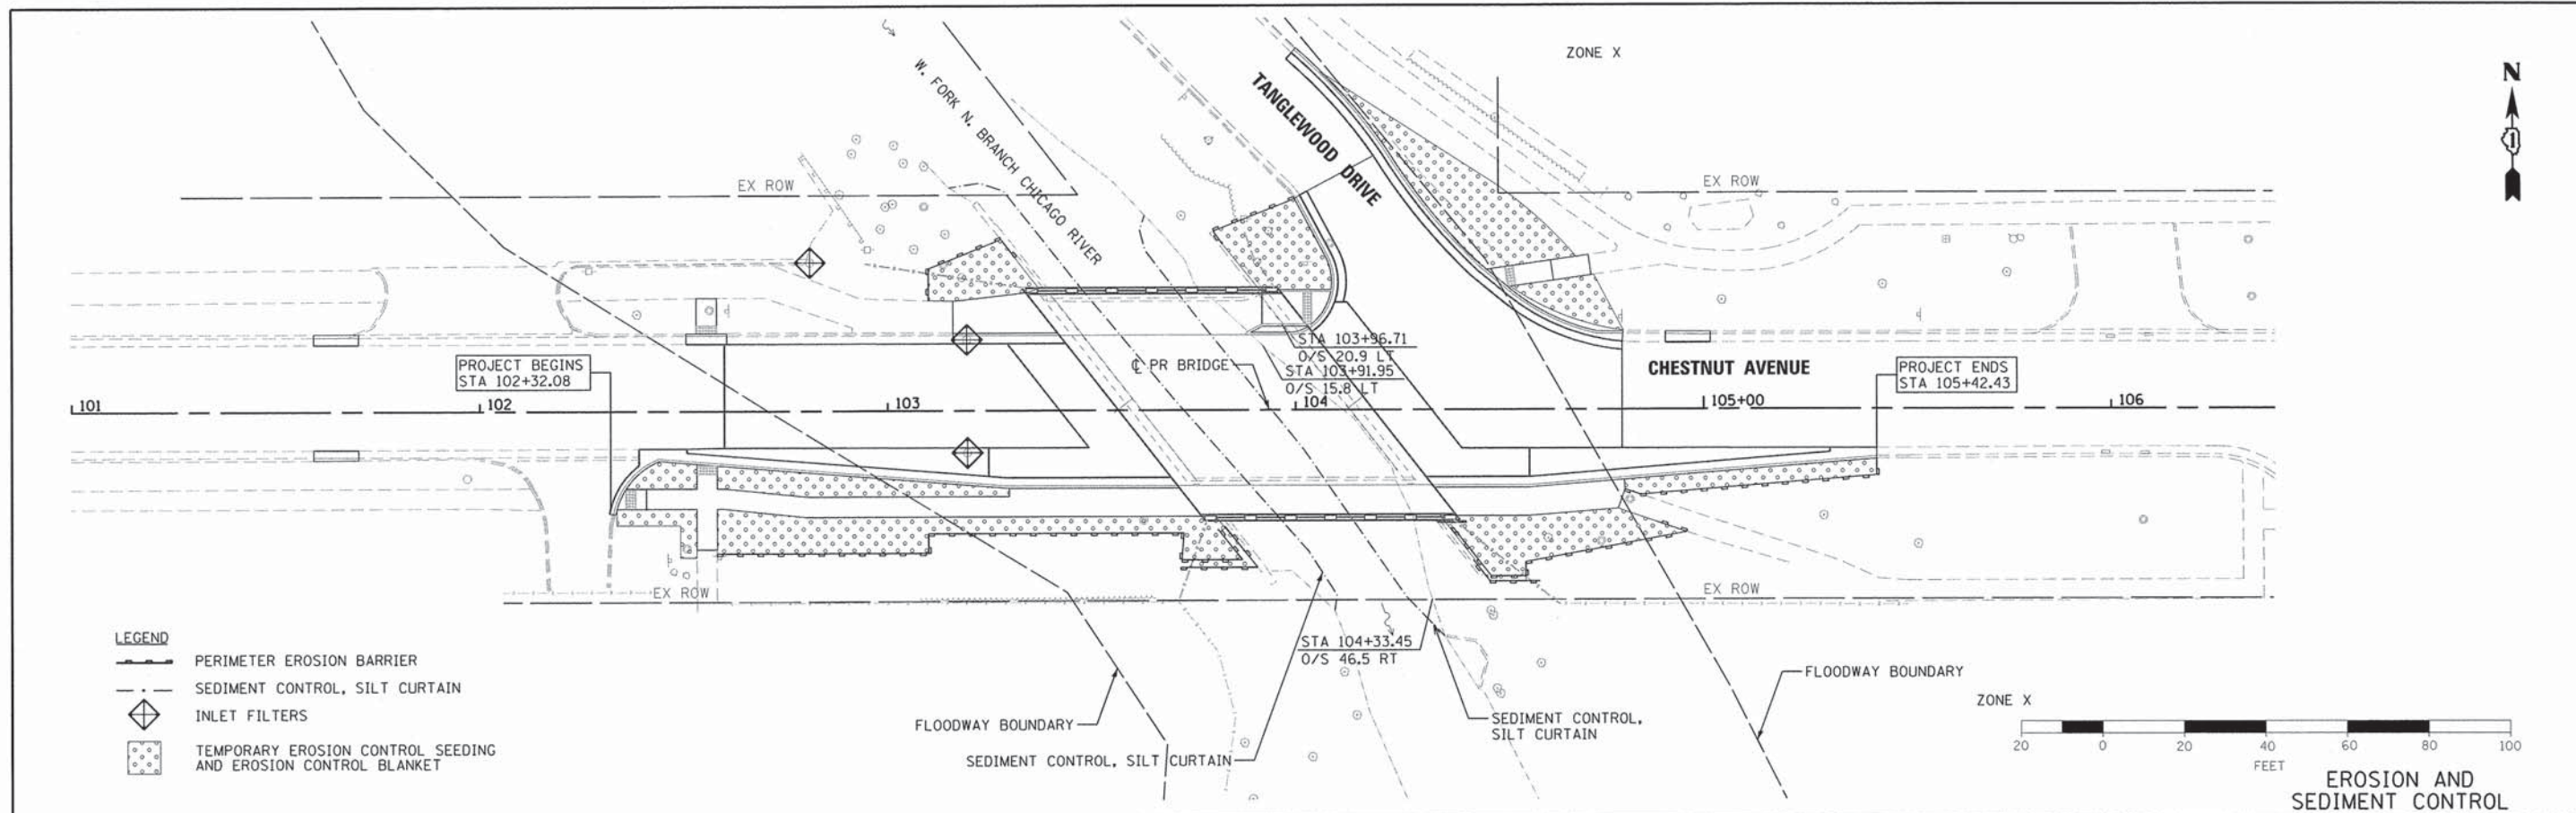 ZONE X
N
1
W. FORK N. BRANCH CHICAGO RIVER
TANGLEWOOD DRIVE
EX ROW
EX ROW
STA 103+96.71
O/S 20.9 LT
STA 103+91.95
O/S 15.8 LT
℄ PR BRIDGE
CHESTNUT AVENUE
PROJECT BEGINS
STA 102+32.08
PROJECT ENDS
STA 105+42.43
101
102
103
104
105+00
106
EX ROW
EX ROW
LEGEND
PERIMETER EROSION BARRIER
SEDIMENT CONTROL, SILT CURTAIN
INLET FILTERS
TEMPORARY EROSION CONTROL SEEDING
AND EROSION CONTROL BLANKET
STA 104+33.45
O/S 46.5 RT
FLOODWAY BOUNDARY
SEDIMENT CONTROL, SILT CURTAIN
SEDIMENT CONTROL,
SILT CURTAIN
FLOODWAY BOUNDARY
ZONE X
20 0 20 40 60 80 100
FEET
EROSION AND
SEDIMENT CONTROL